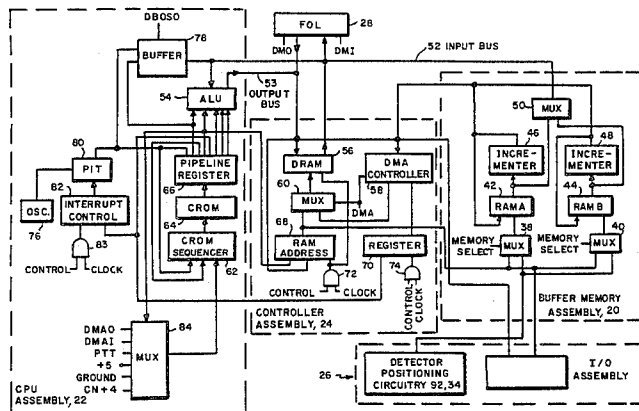 DBOSO
BUFFER
78
FOL
28
DMO
DMI
52 INPUT BUS
53
OUTPUT
BUS
54
ALU
50
MUX
46
INCRE-
MENTER
48
INCRE-
MENTER
80
PIT
82
INTERRUPT
CONTROL
OSC.
76
83
CONTROL
CLOCK
PIPELINE
REGISTER
66
CROM
64
CROM
SEQUENCER
62
DRAM
56
DMA
CONTROLLER
58
60
MUX
DMA
68
RAM
ADDRESS
REGISTER
70
72
CONTROL
CLOCK
74
CONTROL
CLOCK
CONTROLLER
ASSEMBLY, 24
42
RAM A
44
RAM B
MEMORY
SELECT
38
MUX
MEMORY
SELECT
40
MUX
BUFFER MEMORY
ASSEMBLY, 20
DMAO
DMAI
PTT
+5
GROUND
CN+4
84
MUX
CPU
ASSEMBLY, 22
26
DETECTOR
POSITIONING
CIRCUITRY 92,34
I/O
ASSEMBLY